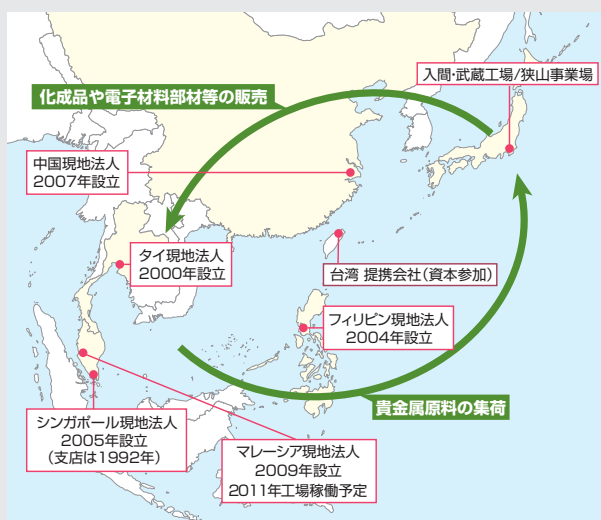 入間・武蔵工場/狭山事業場
化成品や電子材料部材等の販売
中国現地法人
2007年設立
タイ現地法人
2000年設立
台湾 提携会社（資本参加）
フィリピン現地法人
2004年設立
貴金属原料の集荷
シンガポール現地法人
2005年設立
（支店は1992年）
マレーシア現地法人
2009年設立
2011年工場稼働予定